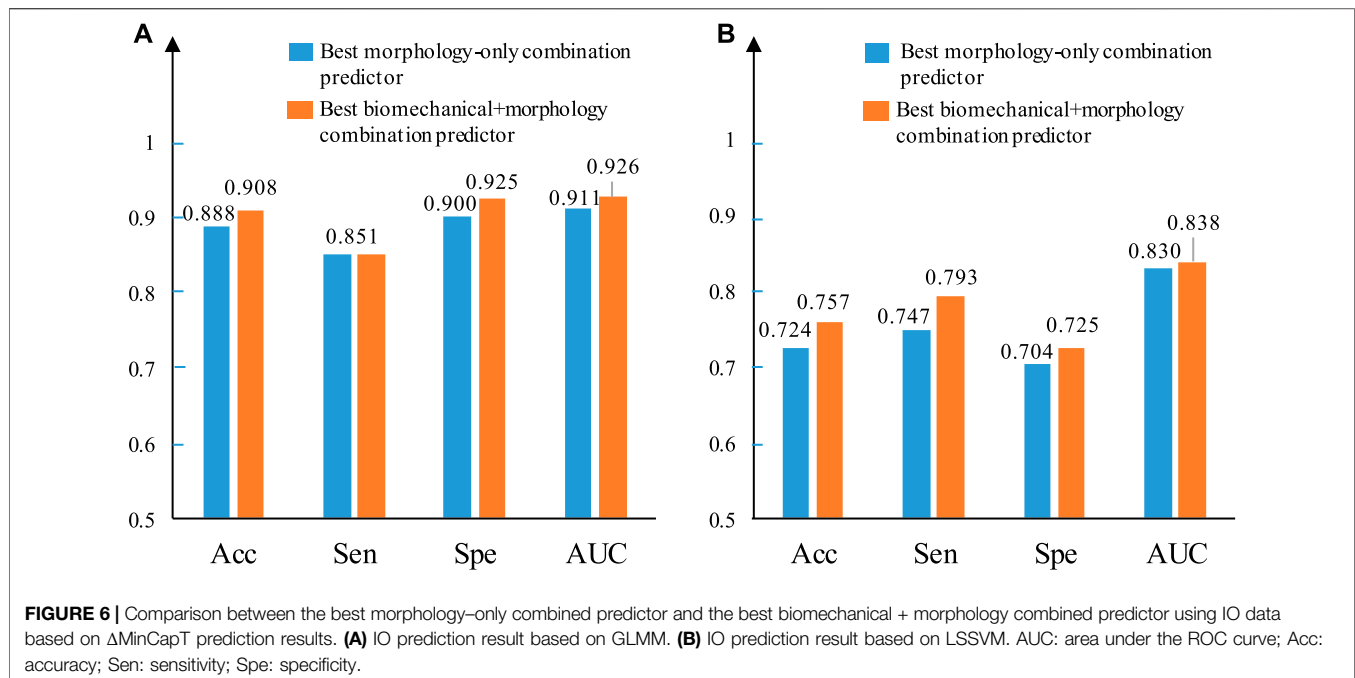 A
Best morphology-only combination
predictor
Best biomechanical+morphology
combination predictor
1
0.9
0.8
0.7
0.6
0.5
0.888
0.908
0.851
0.900
0.925
0.911
0.926
Acc
Sen
Spe
AUC
B
Best morphology-only combination
predictor
Best biomechanical+morphology
combination predictor
1
0.9
0.8
0.7
0.6
0.5
0.724
0.757
0.747
0.793
0.704
0.725
0.830
0.838
Acc
Sen
Spe
AUC
FIGURE 6 | Comparison between the best morphology–only combined predictor and the best biomechanical + morphology combined predictor using IO data
based on ΔMinCapT prediction results. (A) IO prediction result based on GLMM. (B) IO prediction result based on LSSVM. AUC: area under the ROC curve; Acc:
accuracy; Sen: sensitivity; Spe: specificity.